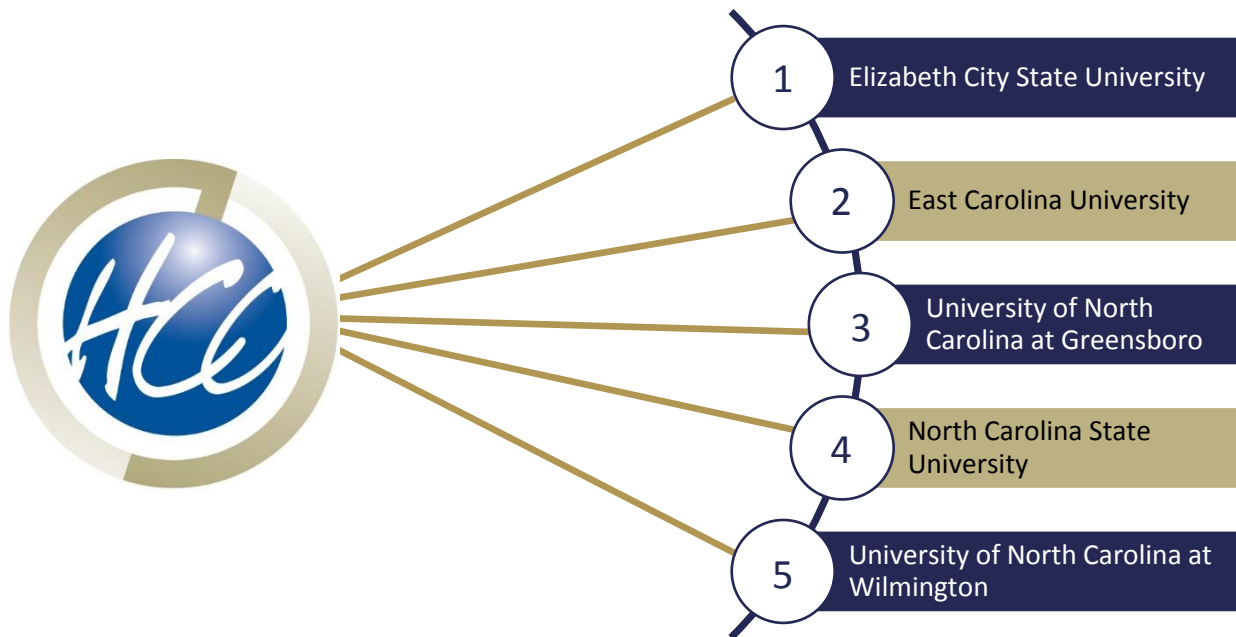 HCC
1
Elizabeth City State University
2
East Carolina University
3
University of North
Carolina at Greensboro
4
North Carolina State
University
5
University of North Carolina at
Wilmington